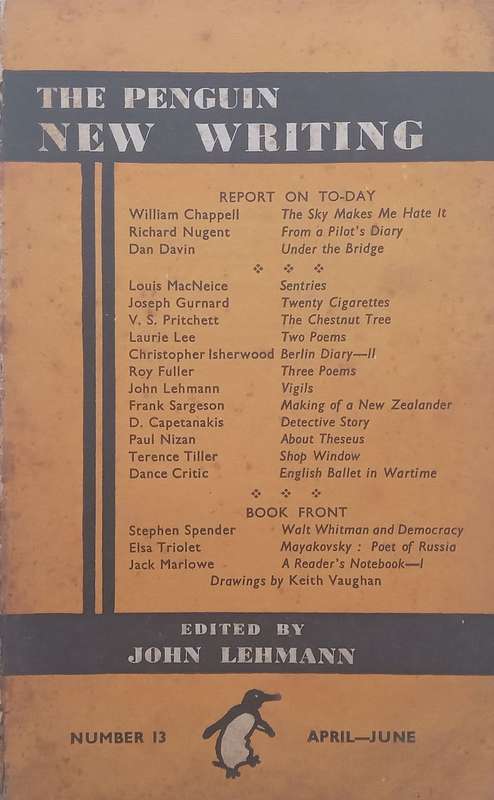 THE PENGUIN
NEW WRITING
REPORT ON TO-DAY
William Chappell The Sky Makes Me Hate It
Richard Nugent From a Pilot's Diary
Dan Davin Under the Bridge
Louis MacNeice Sentries
Joseph Gurnard Twenty Cigarettes
V. S. Pritchett The Chestnut Tree
Laurie Lee Two Poems
Christopher Isherwood Berlin Diary—II
Roy Fuller Three Poems
John Lehmann Vigils
Frank Sargeson Making of a New Zealander
D. Capetanakis Detective Story
Paul Nizan About Theseus
Terence Tiller Shop Window
Dance Critic English Ballet in Wartime
BOOK FRONT
Stephen Spender Walt Whitman and Democracy
Elsa Triolet Mayakovsky : Poet of Russia
Jack Marlowe A Reader's Notebook—I
Drawings by Keith Vaughan
EDITED BY
JOHN LEHMANN
NUMBER 13 APRIL—JUNE